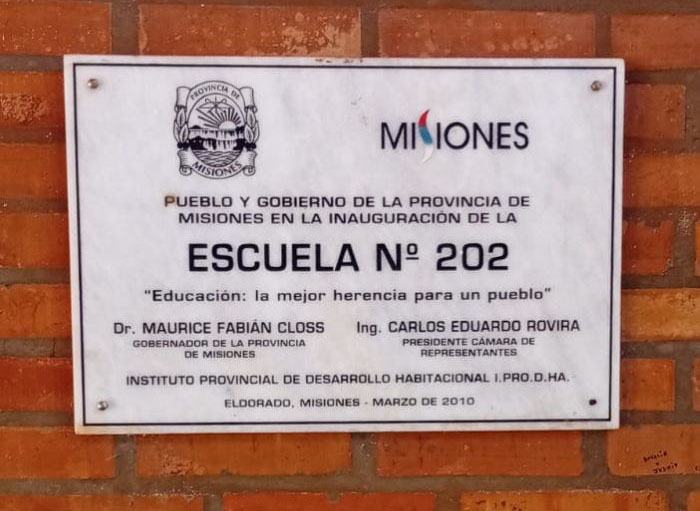 PROVINCIA DE
MISIONES
MISIONES
PUEBLO Y GOBIERNO DE LA PROVINCIA DE
MISIONES EN LA INAUGURACIÓN DE LA
ESCUELA Nº 202
"Educación: la mejor herencia para un pueblo"
Dr. MAURICE FABIÁN CLOSS
GOBERNADOR DE LA PROVINCIA
DE MISIONES
Ing. CARLOS EDUARDO ROVIRA
PRESIDENTE CÁMARA DE
REPRESENTANTES
INSTITUTO PROVINCIAL DE DESARROLLO HABITACIONAL I.PRO.D.HA.
ELDORADO, MISIONES - MARZO DE 2010